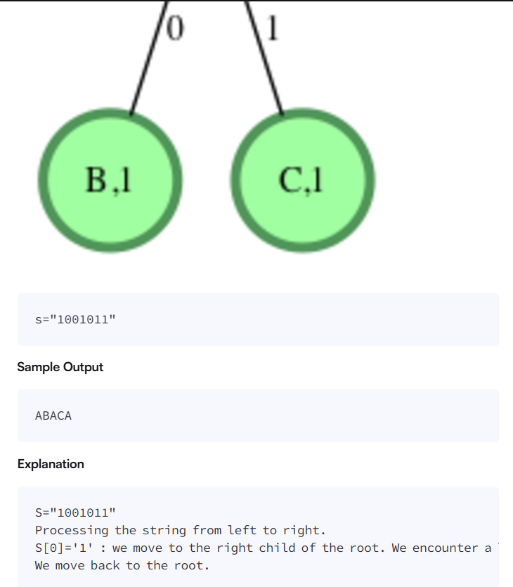 0 1
B,1 C,1
s="1001011"
Sample Output
ABACA
Explanation
S="1001011"
Processing the string from left to right.
S[0]='1' : we move to the right child of the root. We encounter a
We move back to the root.